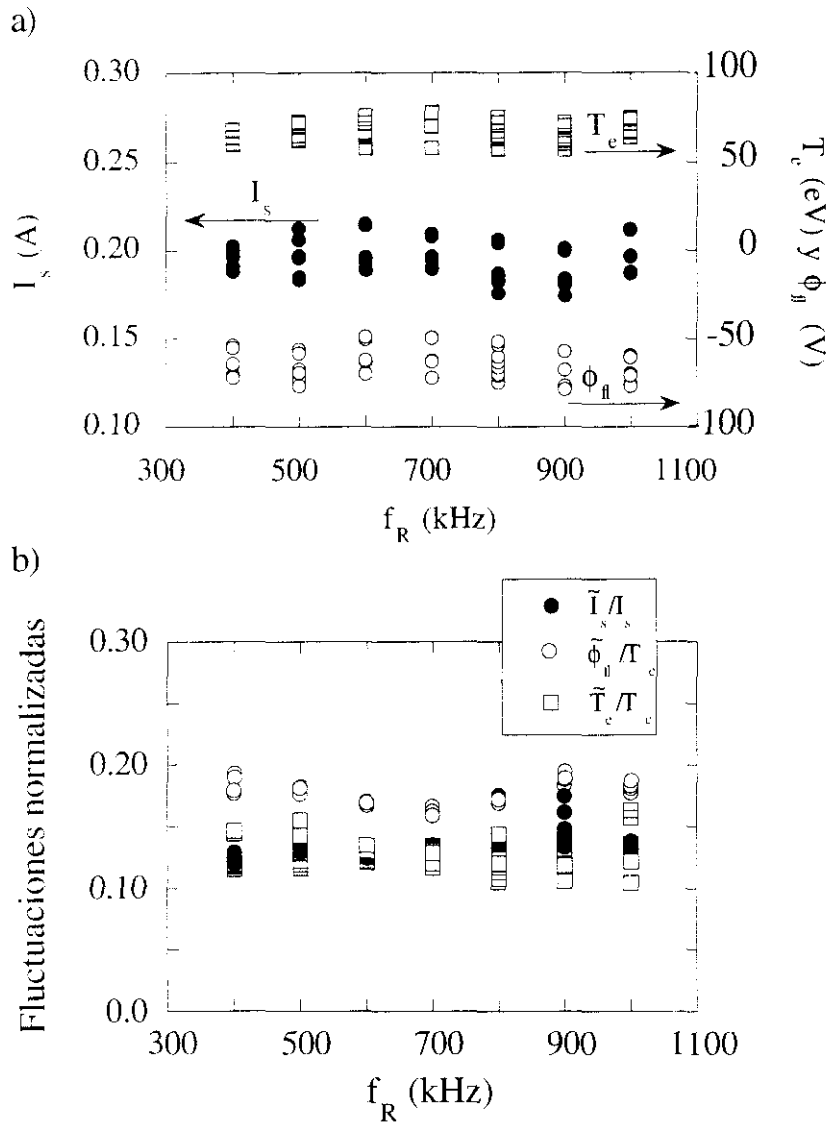 a)
0.30
0.25
0.20
0.15
0.10
I_s (A)
100
50
0
-50
-100
T_e (eV) y ϕ_fl (V)
T_e
I_s
ϕ_fl
300 500 700 900 1100
f_R (kHz)
b)
Ĩ_s/I_s
ϕ̃_fl/T_e
T̃_e/T_e
0.30
0.20
0.10
0.0
Fluctuaciones normalizadas
300 500 700 900 1100
f_R (kHz)